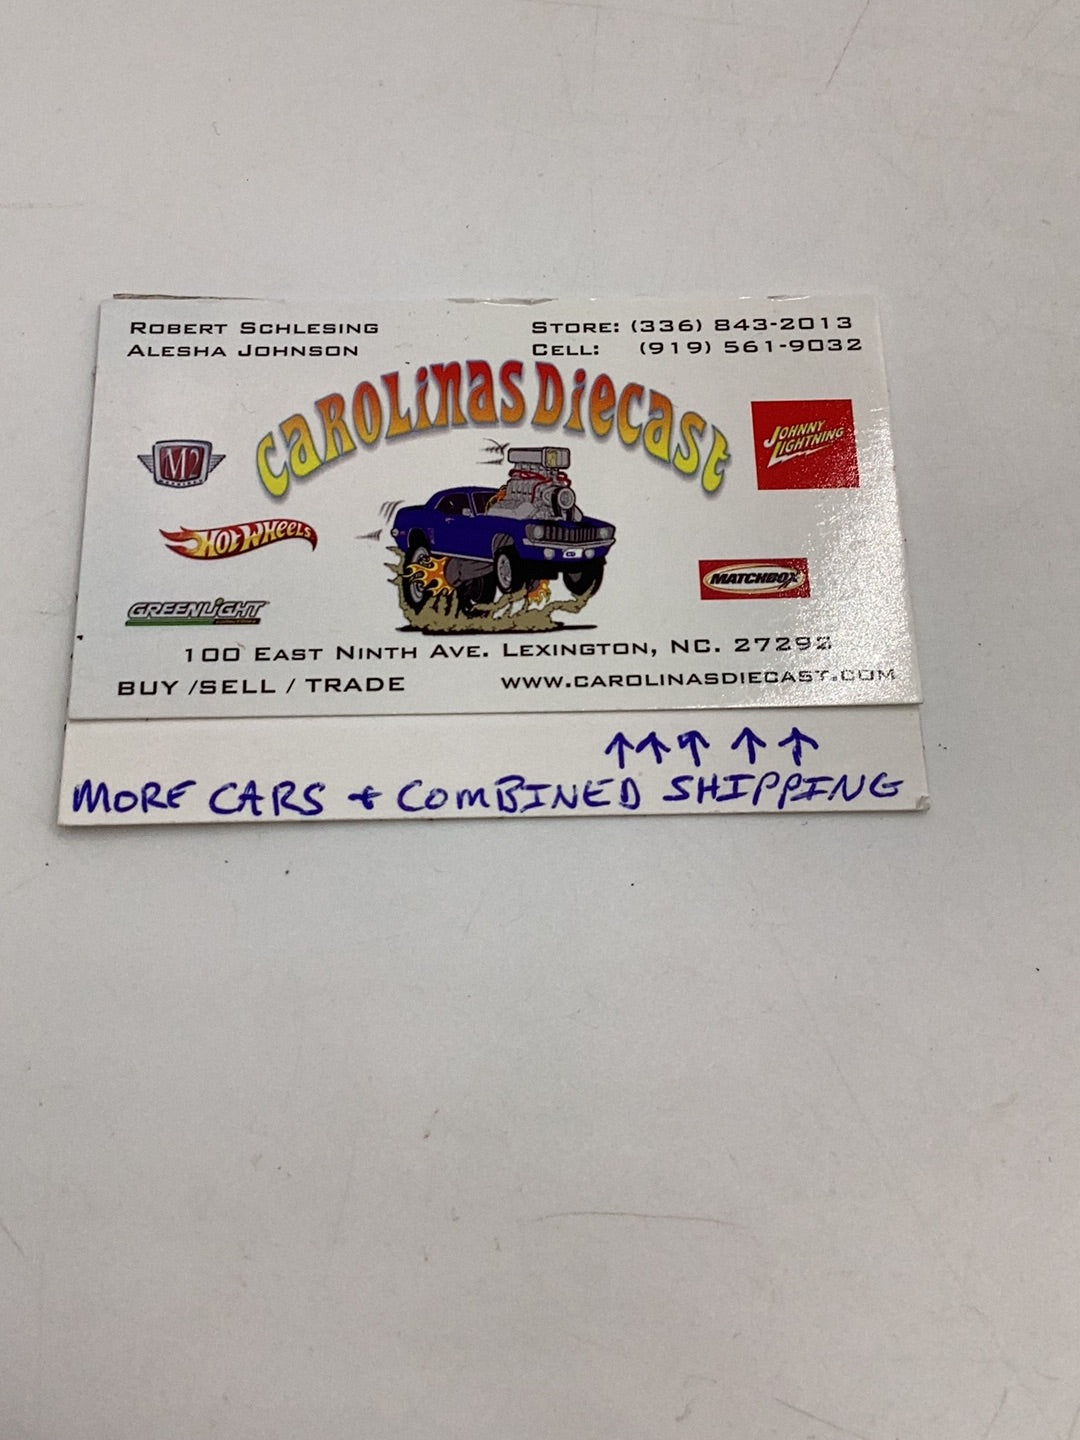 ROBERT SCHLESING
ALESHA JOHNSON
STORE: (336) 843-2013
CELL: (919) 561-9032
CAROLINAS DIECAST
M2
JOHNNY LIGHTNING
HOT WHEELS
MATCHBOX
GREENLIGHT
CD
100 EAST NINTH AVE. LEXINGTON, NC. 27292
BUY /SELL / TRADE
WWW.CAROLINASDIECAST.COM
↑↑↑ ↑ ↑
MORE CARS + COMBINED SHIPPING